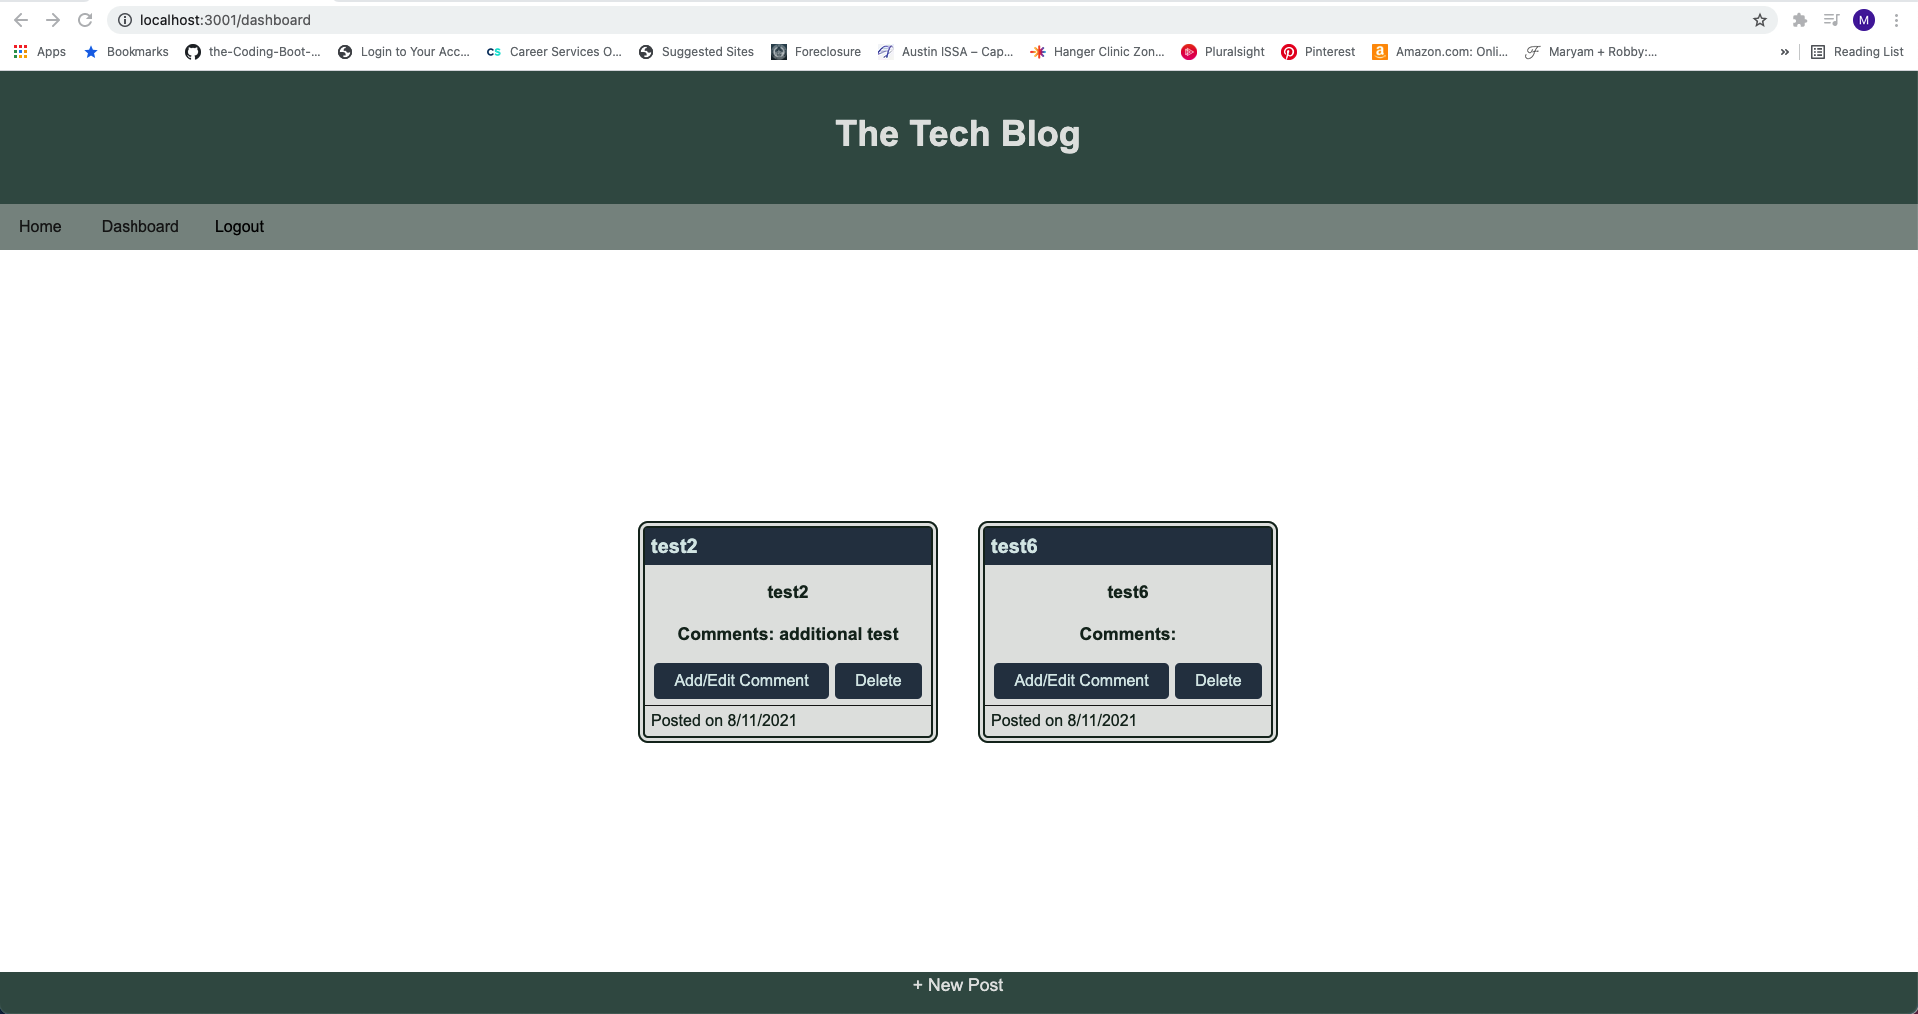 localhost:3001/dashboard
M
Apps Bookmarks the-Coding-Boot-... Login to Your Acc... CS Career Services O... Suggested Sites Foreclosure Austin ISSA – Cap... Hanger Clinic Zon... Pluralsight Pinterest a Amazon.com: Onli... Maryam + Robby:... » Reading List
The Tech Blog
Home Dashboard Logout
test2
test2
Comments: additional test
Add/Edit Comment Delete
Posted on 8/11/2021
test6
test6
Comments:
Add/Edit Comment Delete
Posted on 8/11/2021
+ New Post